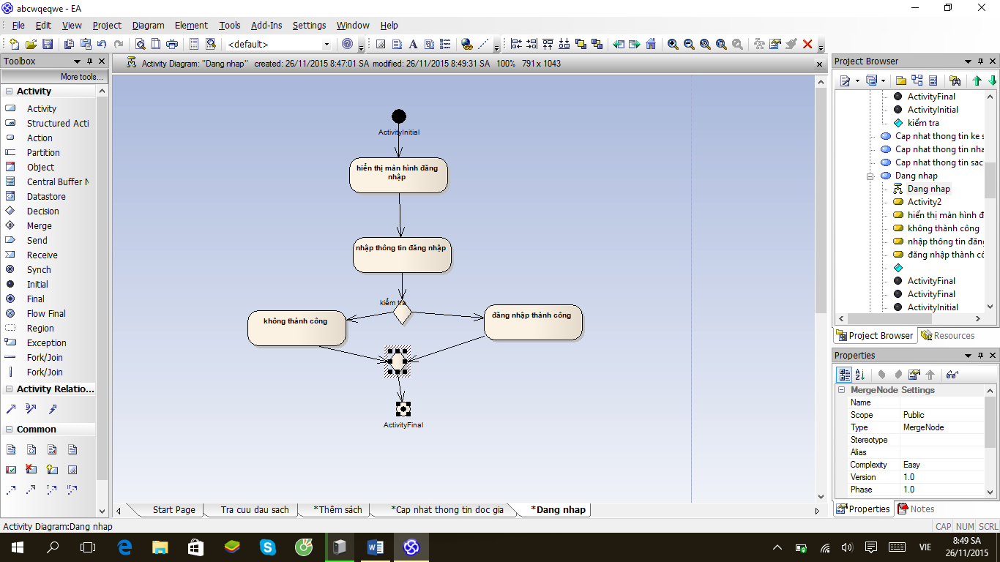 abcwqeqwe - EA
File Edit View Project Diagram Element Tools Add-Ins Settings Window Help
<default>
Toolbox
More tools...
Activity
Activity
Structured Acti
Action
Partition
Object
Central Buffer N
Datastore
Decision
Merge
Send
Receive
Synch
Initial
Final
Flow Final
Region
Exception
Fork/Join
Fork/Join
Activity Relatio...
Common
Activity Diagram: "Dang nhap" created: 26/11/2015 8:47:01 SA modified: 26/11/2015 8:49:31 SA 100% 791 x 1043
ActivityInitial
hiển thị màn hình đăng
nhập
nhập thông tin đăng nhập
kiểm tra
không thành công
đăng nhập thành công
ActivityFinal
Start Page Tra cuu dau sach *Thêm sách *Cap nhat thong tin doc gia *Dang nhap
Project Browser
ActivityFinal
ActivityInitial
kiểm tra
Cap nhat thong tin ke s
Cap nhat thong tin nha
Cap nhat thong tin sac
Dang nhap
Dang nhap
Activity2
hiển thị màn hình đ
không thành công
nhập thông tin đăng
đăng nhập thành cô
ActivityFinal
ActivityFinal
ActivityInitial
Project Browser Resources
Properties
MergeNode Settings
Name
Scope Public
Type MergeNode
Stereotype
Alias
Complexity Easy
Version 1.0
Phase 1.0
Properties Notes
Activity Diagram:Dang nhap
CAP NUM SCRL
VIE
8:49 SA
26/11/2015